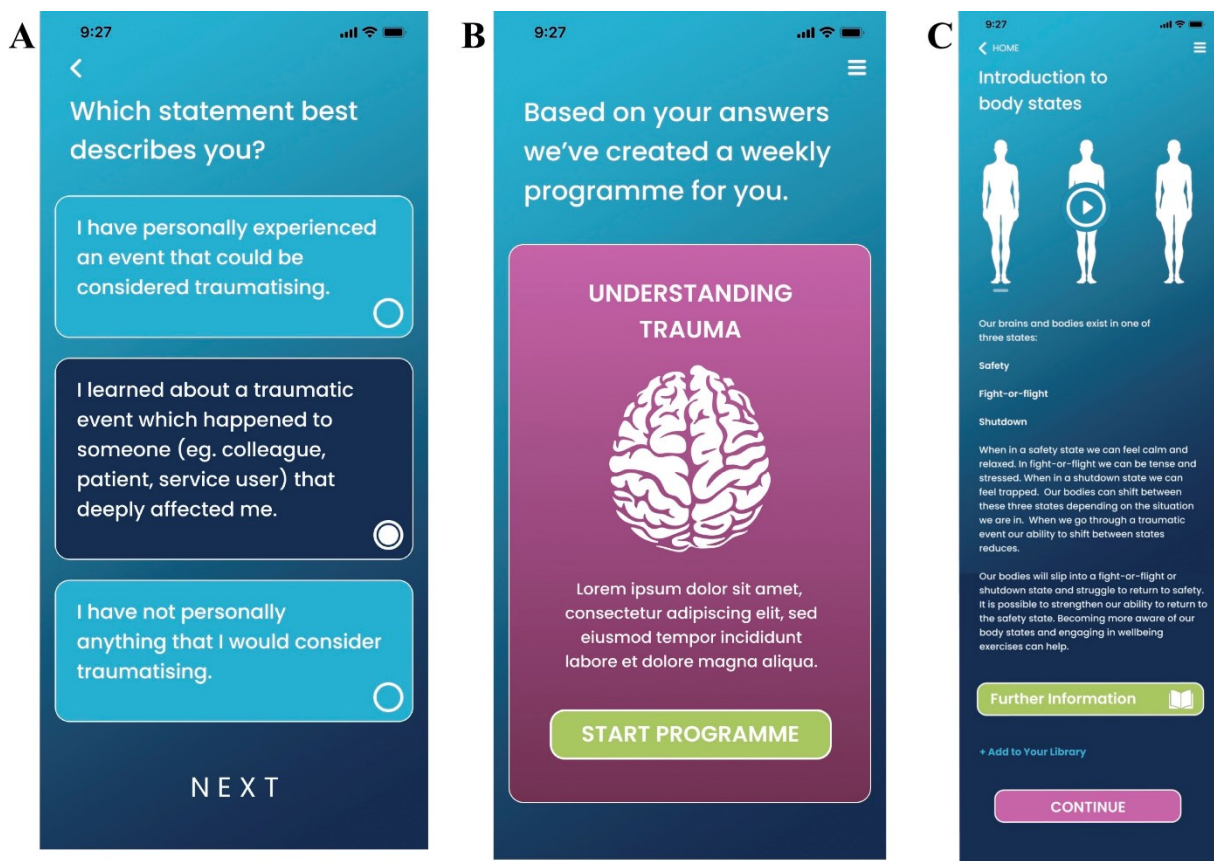 A
9:27
Which statement best
describes you?
I have personally experienced
an event that could be
considered traumatising.
I learned about a traumatic
event which happened to
someone (eg. colleague,
patient, service user) that
deeply affected me.
I have not personally
anything that I would consider
traumatising.
NEXT
B
9:27
Based on your answers
we've created a weekly
programme for you.
UNDERSTANDING
TRAUMA
Lorem ipsum dolor sit amet,
consectetur adipiscing elit, sed
eiusmod tempor incididunt
labore et dolore magna aliqua.
START PROGRAMME
C
9:27
HOME
Introduction to
body states
Our brains and bodies exist in one of
three states:
Safety
Fight-or-flight
Shutdown
When in a safety state we can feel calm and
relaxed. In fight-or-flight we can be tense and
stressed. When in a shutdown state we can
feel trapped. Our bodies can shift between
these three states depending on the situation
we are in. When we go through a traumatic
event our ability to shift between states
reduces.
Our bodies will slip into a fight-or-flight or
shutdown state and struggle to return to safety.
It is possible to strengthen our ability to return to
the safety state. Becoming more aware of our
body states and engaging in wellbeing
exercises can help.
Further Information
+ Add to Your Library
CONTINUE